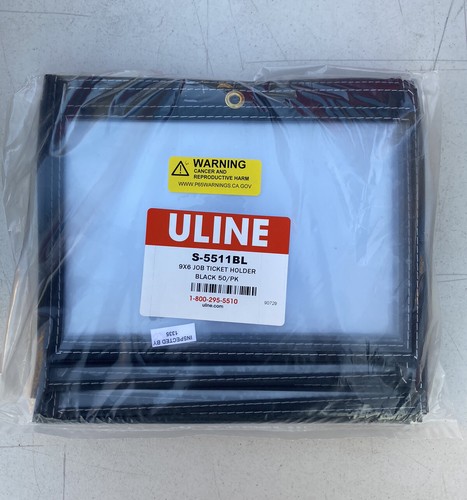 WARNING
CANCER AND
REPRODUCTIVE HARM
WWW.P65WARNINGS.CA.GOV
ULINE
S-5511BL
9X6 JOB TICKET HOLDER
BLACK 50/PK
1-800-295-5510
uline.com
90729
INSPECTED BY
1338